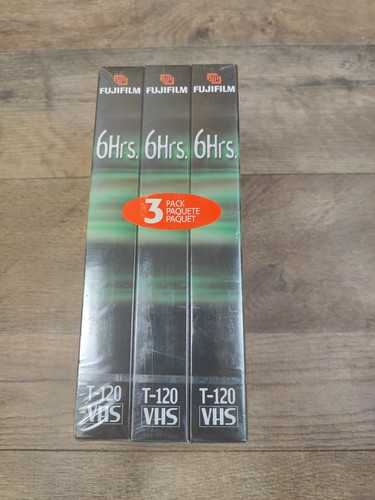 FUJIFILM
FUJIFILM
FUJIFILM
6Hrs.
6Hrs.
6Hrs.
3 PACK
PAQUETE
PAQUET
T-120
VHS
T-120
VHS
T-120
VHS